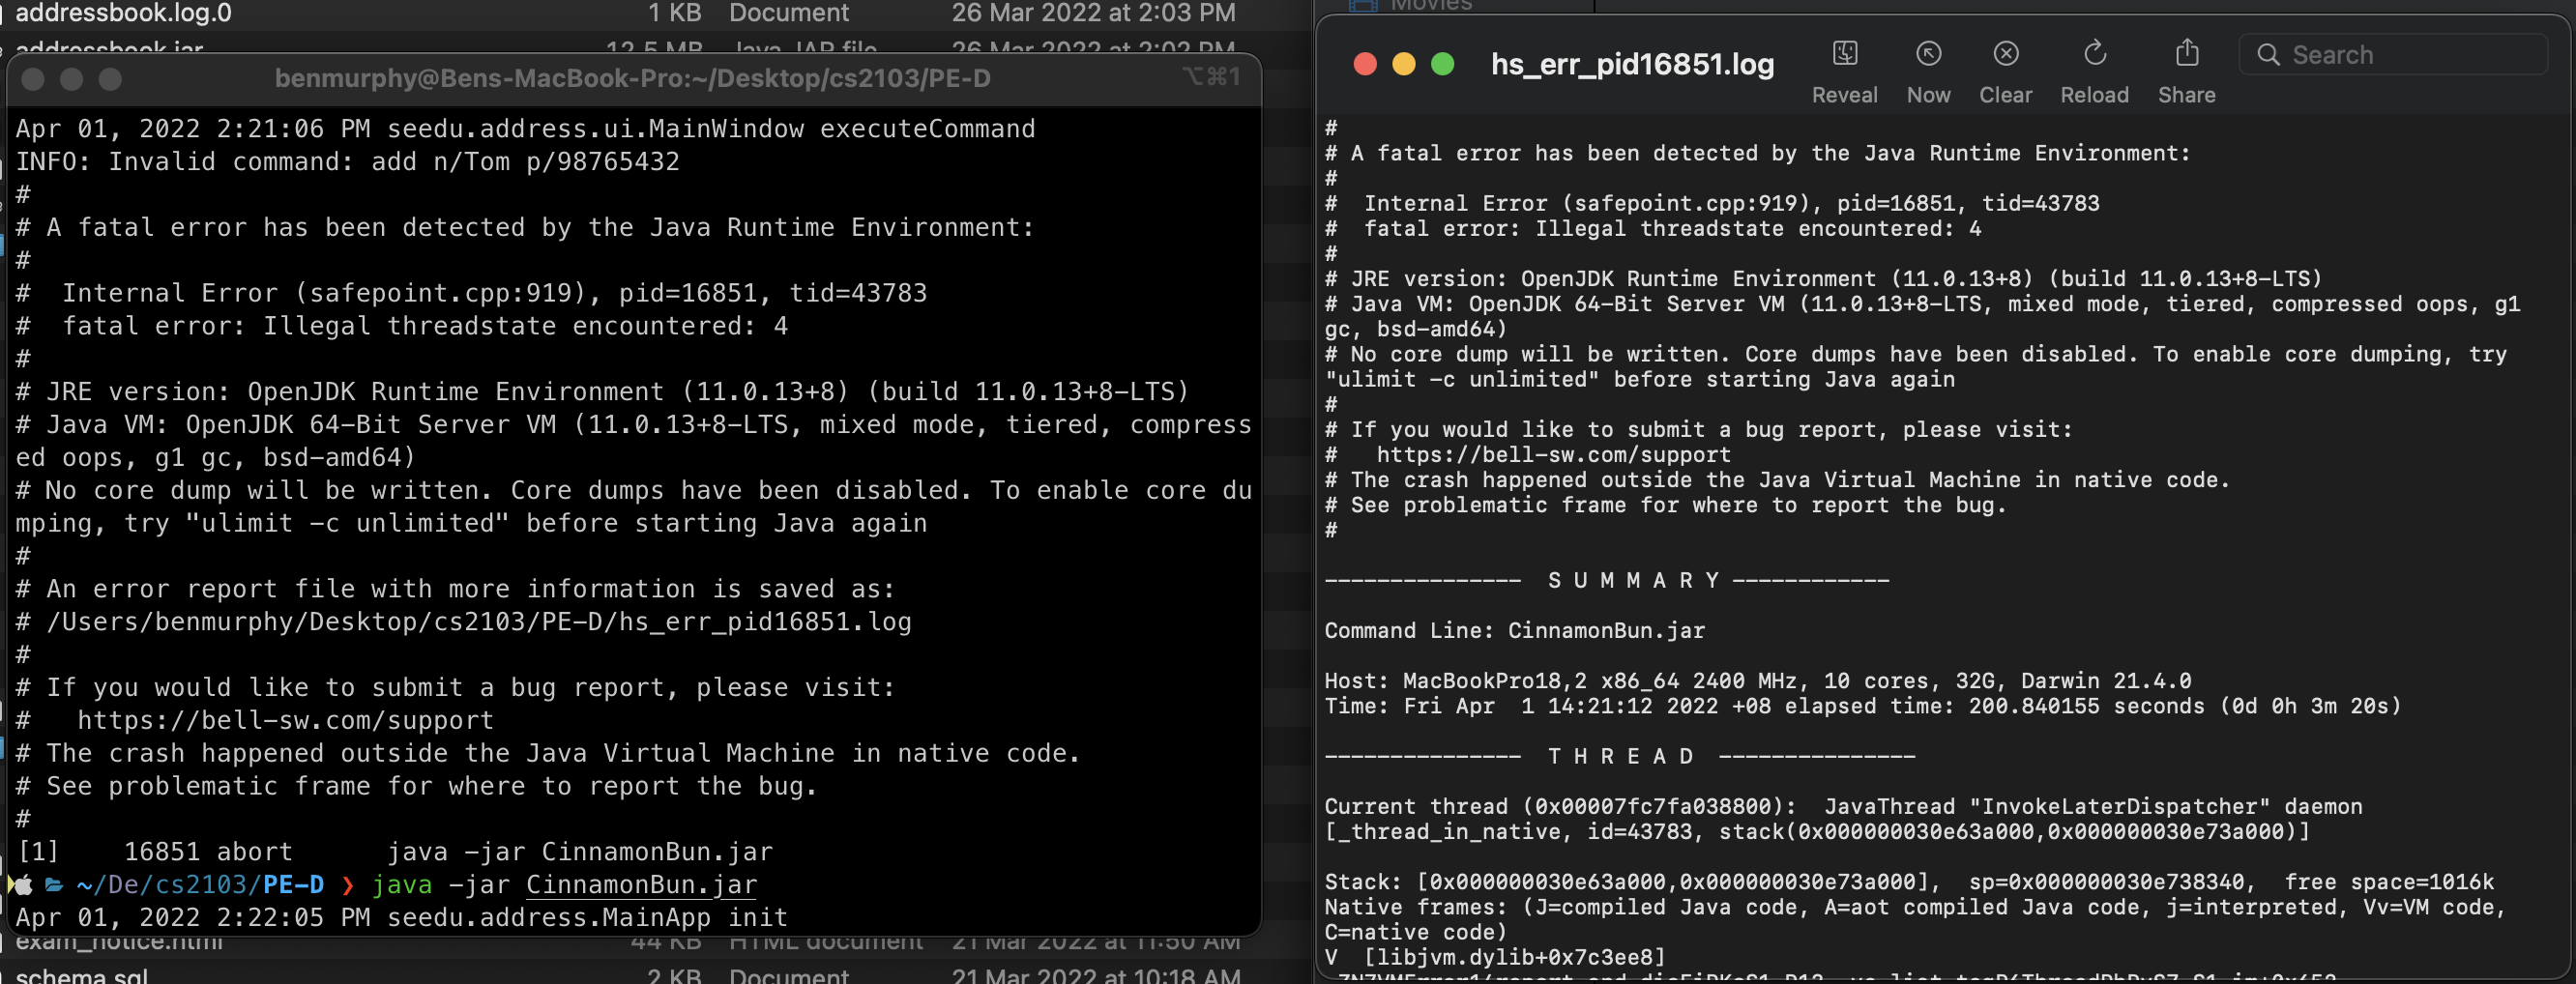 addressbook.log.0 1 KB Document 26 Mar 2022 at 2:03 PM
addressbook.jar 12.5 MB Java JAR file 26 Mar 2022 at 2:02 PM
benmurphy@Bens-MacBook-Pro:~/Desktop/cs2103/PE-D ⌥⌘1
Apr 01, 2022 2:21:06 PM seedu.address.ui.MainWindow executeCommand
INFO: Invalid command: add n/Tom p/98765432
#
# A fatal error has been detected by the Java Runtime Environment:
#
#  Internal Error (safepoint.cpp:919), pid=16851, tid=43783
#  fatal error: Illegal threadstate encountered: 4
#
# JRE version: OpenJDK Runtime Environment (11.0.13+8) (build 11.0.13+8-LTS)
# Java VM: OpenJDK 64-Bit Server VM (11.0.13+8-LTS, mixed mode, tiered, compress
ed oops, g1 gc, bsd-amd64)
# No core dump will be written. Core dumps have been disabled. To enable core du
mping, try "ulimit -c unlimited" before starting Java again
#
# An error report file with more information is saved as:
# /Users/benmurphy/Desktop/cs2103/PE-D/hs_err_pid16851.log
#
# If you would like to submit a bug report, please visit:
#   https://bell-sw.com/support
# The crash happened outside the Java Virtual Machine in native code.
# See problematic frame for where to report the bug.
#
[1]    16851 abort      java -jar CinnamonBun.jar
~/De/cs2103/PE-D ❯ java -jar CinnamonBun.jar
Apr 01, 2022 2:22:05 PM seedu.address.MainApp init
exam_notice.html 44 KB HTML document 21 Mar 2022 at 11:50 AM
schema.sql 2 KB Document 21 Mar 2022 at 10:18 AM
Movies
hs_err_pid16851.log
Reveal Now Clear Reload Share
Search
#
# A fatal error has been detected by the Java Runtime Environment:
#
#  Internal Error (safepoint.cpp:919), pid=16851, tid=43783
#  fatal error: Illegal threadstate encountered: 4
#
# JRE version: OpenJDK Runtime Environment (11.0.13+8) (build 11.0.13+8-LTS)
# Java VM: OpenJDK 64-Bit Server VM (11.0.13+8-LTS, mixed mode, tiered, compressed oops, g1
gc, bsd-amd64)
# No core dump will be written. Core dumps have been disabled. To enable core dumping, try
"ulimit -c unlimited" before starting Java again
#
# If you would like to submit a bug report, please visit:
#   https://bell-sw.com/support
# The crash happened outside the Java Virtual Machine in native code.
# See problematic frame for where to report the bug.
#
---------------  S U M M A R Y ------------
Command Line: CinnamonBun.jar
Host: MacBookPro18,2 x86_64 2400 MHz, 10 cores, 32G, Darwin 21.4.0
Time: Fri Apr  1 14:21:12 2022 +08 elapsed time: 200.840155 seconds (0d 0h 3m 20s)
---------------  T H R E A D  ---------------
Current thread (0x00007fc7fa038800):  JavaThread "InvokeLaterDispatcher" daemon
[_thread_in_native, id=43783, stack(0x000000030e63a000,0x000000030e73a000)]
Stack: [0x000000030e63a000,0x000000030e73a000],  sp=0x000000030e738340,  free space=1016k
Native frames: (J=compiled Java code, A=aot compiled Java code, j=interpreted, Vv=VM code,
C=native code)
V  [libjvm.dylib+0x7c3ee8]